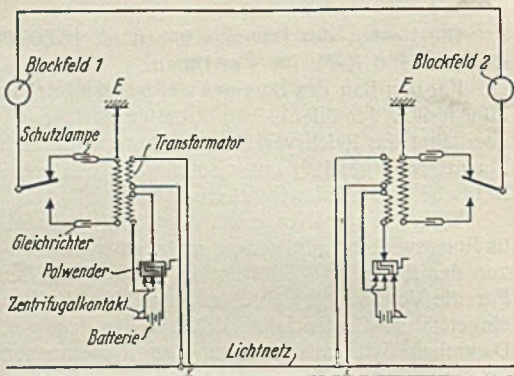 Blockfeld 1
Blockfeld 2
E
E
Schutzlampe
Transformator
Gleichrichter
Polwender
Zentrifugalkontakt
Batterie
Lichtnetz